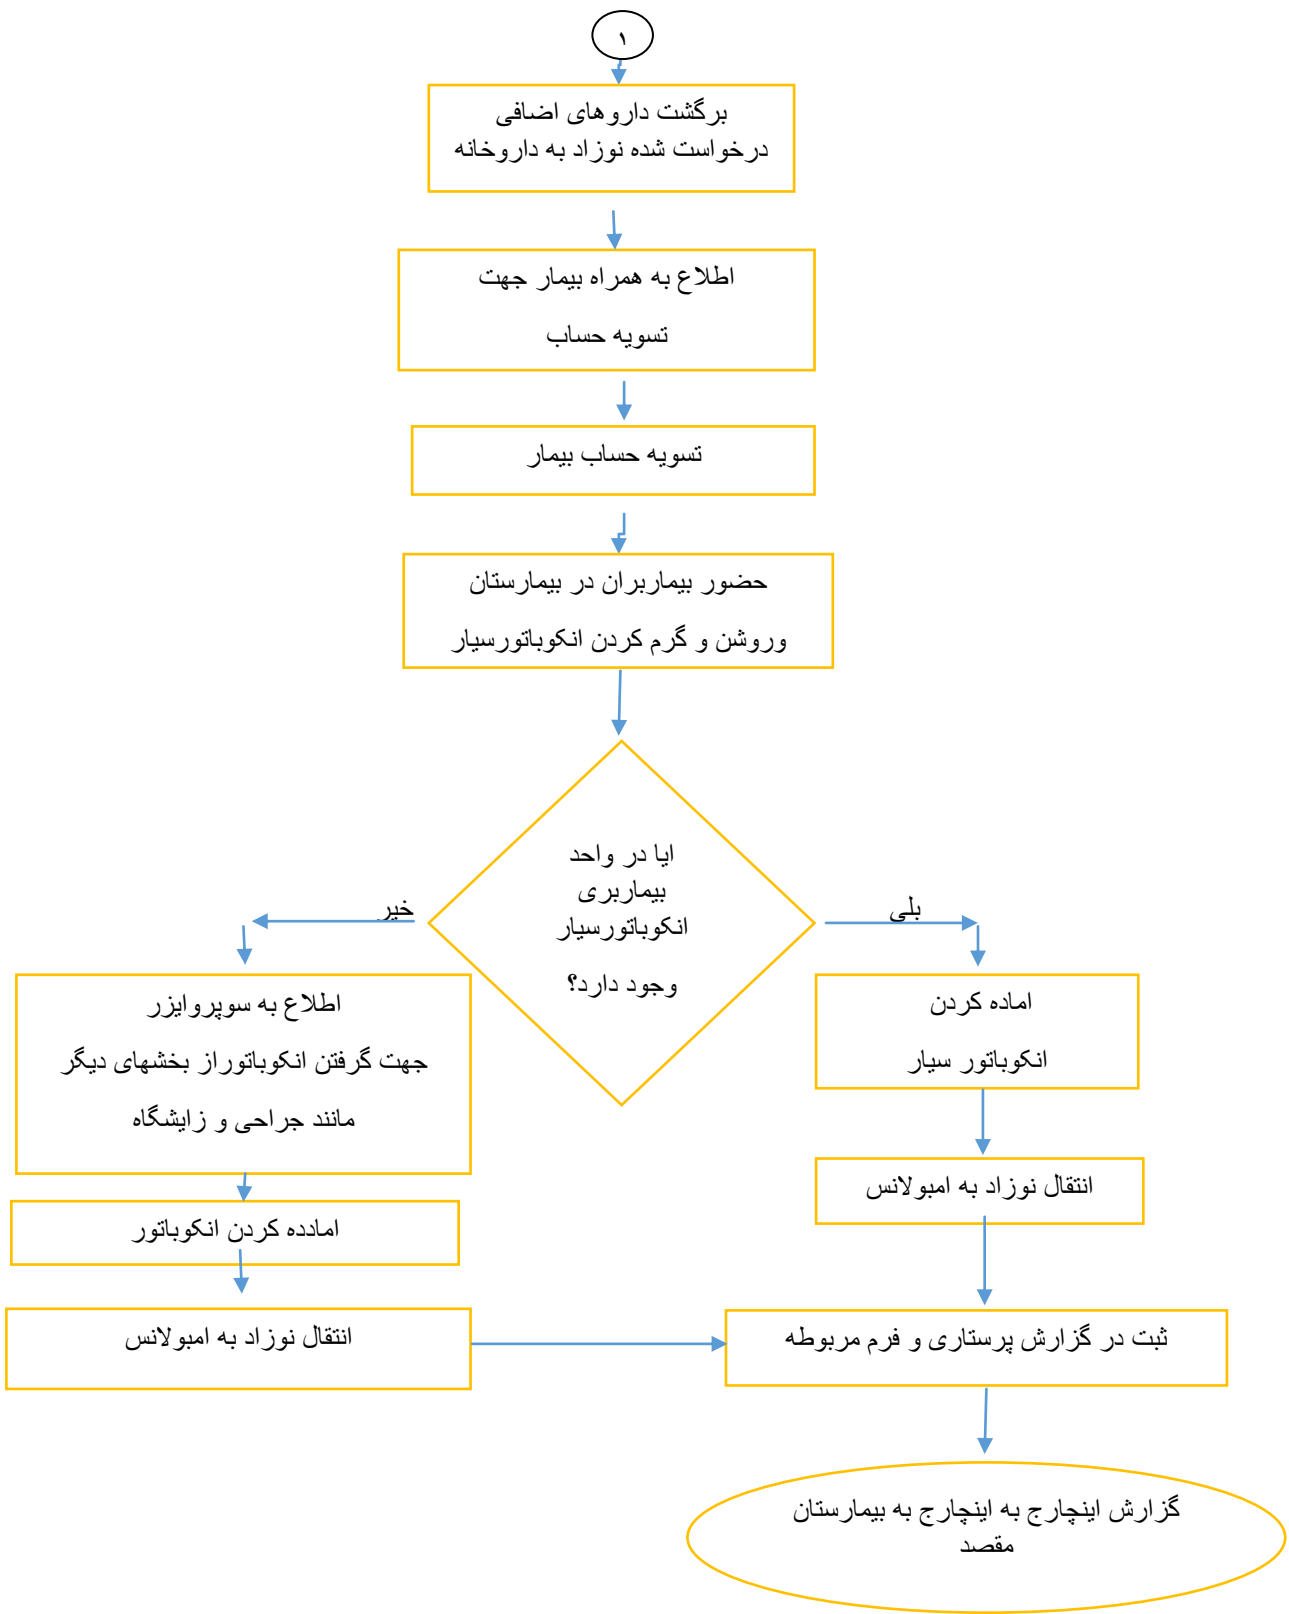 ۱
برگشت داروهای اضافی
درخواست شده نوزاد به داروخانه
اطلاع به همراه بیمار جهت
تسویه حساب
تسویه حساب بیمار
حضور بیماربران در بیمارستان
وروشن و گرم کردن انکوباتورسیار
ایا در واحد
بیماربری
انکوباتورسیار
وجود دارد؟
بلی
خیر
اماده کردن
انکوباتور سیار
انتقال نوزاد به امبولانس
اطلاع به سوپروایزر
جهت گرفتن انکوباتوراز بخشهای دیگر
مانند جراحی و زایشگاه
امادده کردن انکوباتور
انتقال نوزاد به امبولانس
ثبت در گزارش پرستاری و فرم مربوطه
گزارش اینچارج به اینچارج به بیمارستان
مقصد